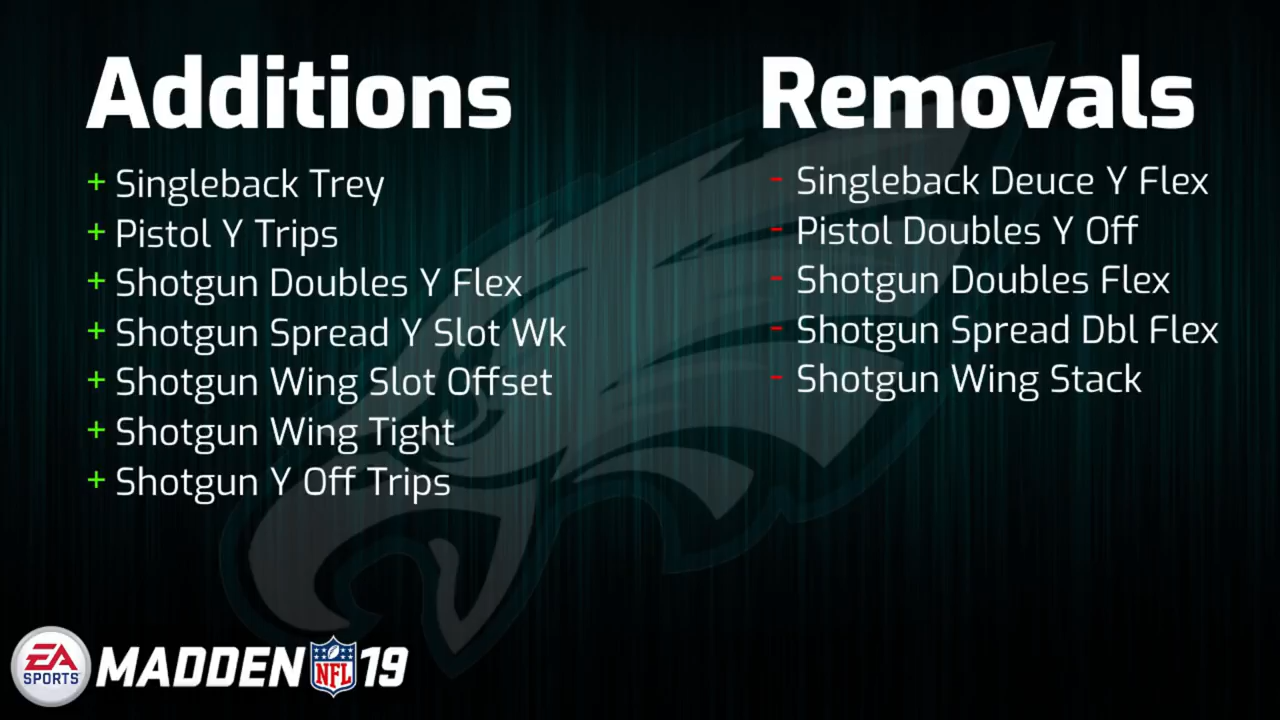 Additions
+ Singleback Trey
+ Pistol Y Trips
+ Shotgun Doubles Y Flex
+ Shotgun Spread Y Slot Wk
+ Shotgun Wing Slot Offset
+ Shotgun Wing Tight
+ Shotgun Y Off Trips
Removals
- Singleback Deuce Y Flex
- Pistol Doubles Y Off
- Shotgun Doubles Flex
- Shotgun Spread Dbl Flex
- Shotgun Wing Stack
EA
SPORTS
MADDEN NFL 19